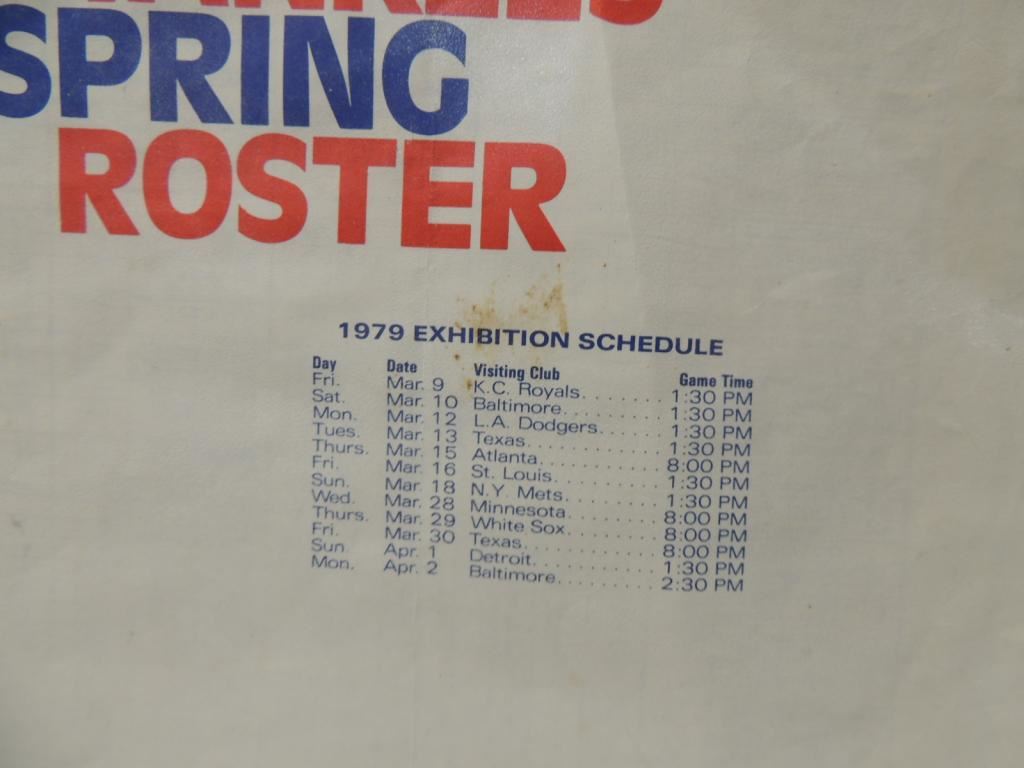 YANKEES
SPRING
ROSTER
1979 EXHIBITION SCHEDULE
Day Date Visiting Club Game Time
Fri. Mar. 9 K.C. Royals....... 1:30 PM
Sat. Mar. 10 Baltimore......... 1:30 PM
Mon. Mar. 12 L.A. Dodgers...... 1:30 PM
Tues. Mar. 13 Texas............ 1:30 PM
Thurs. Mar. 15 Atlanta........... 8:00 PM
Fri. Mar. 16 St. Louis.......... 1:30 PM
Sun. Mar. 18 N.Y. Mets......... 1:30 PM
Wed. Mar. 28 Minnesota........ 8:00 PM
Thurs. Mar. 29 White Sox........ 8:00 PM
Fri. Mar. 30 Texas............ 8:00 PM
Sun. Apr. 1 Detroit............ 1:30 PM
Mon. Apr. 2 Baltimore......... 2:30 PM